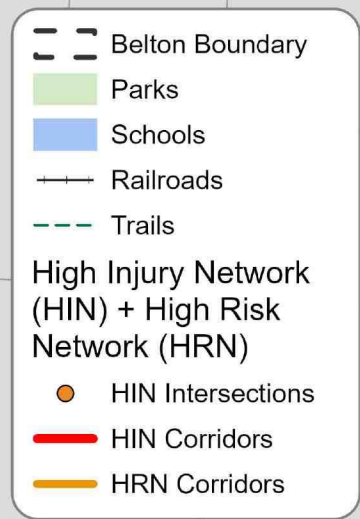 Belton Boundary
Parks
Schools
Railroads
Trails
High Injury Network
(HIN) + High Risk
Network (HRN)
HIN Intersections
HIN Corridors
HRN Corridors